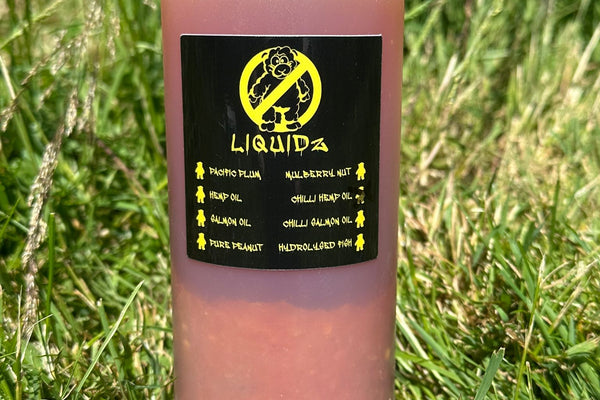 LIQUIDz
PACIFIC PLUM
HEMP OIL
SALMON OIL
PURE PEANUT
MULBERRY NUT
CHILLI HEMP OIL
CHILLI SALMON OIL
HYDROLYSED FISH